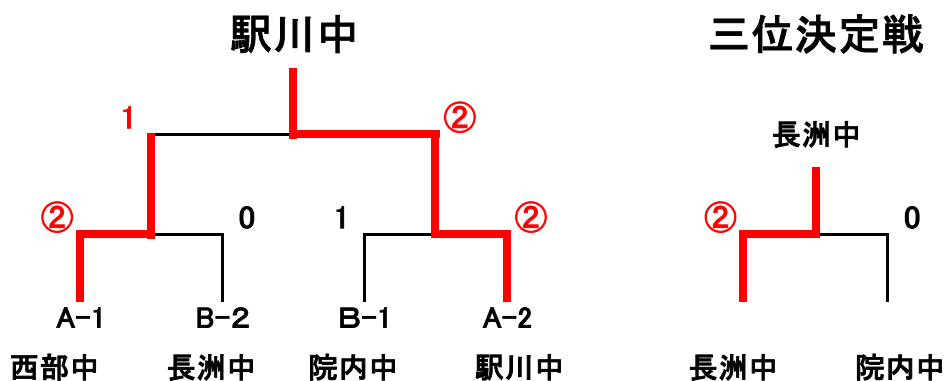 駅川中 三位決定戦
1 ②
長洲中
② 0 1 ② ② 0
A-1 B-2 B-1 A-2
西部中 長洲中 院内中 駅川中 長洲中 院内中